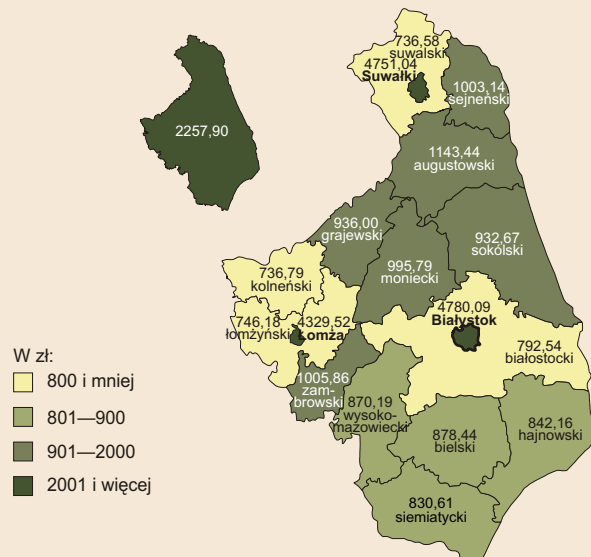 736,58
suwalski
4751,04
Suwałki
1003,14
sejneński
2257,90
1143,44
augustowski
936,00
grajewski
932,67
sokólski
995,79
moniecki
736,79
kolneński
746,18
łomżyński
4329,52
Łomża
4780,09
Białystok
792,54
białostocki
1005,86
zam-
browski
870,19
wysoko-
mazowiecki
878,44
bielski
842,16
hajnowski
830,61
siemiatycki
W zł:
800 i mniej
801—900
901—2000
2001 i więcej